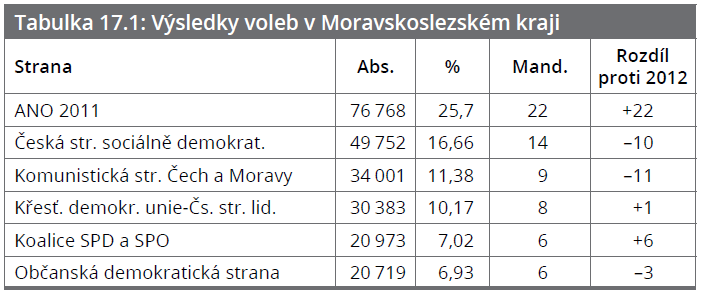 Tabulka 17.1: Výsledky voleb v Moravskoslezském kraji
Strana Abs. % Mand. Rozdíl proti 2012
ANO 2011 76 768 25,7 22 +22
Česká str. sociálně demokrat. 49 752 16,66 14 –10
Komunistická str. Čech a Moravy 34 001 11,38 9 –11
Křesť. demokr. unie-Čs. str. lid. 30 383 10,17 8 +1
Koalice SPD a SPO 20 973 7,02 6 +6
Občanská demokratická strana 20 719 6,93 6 –3